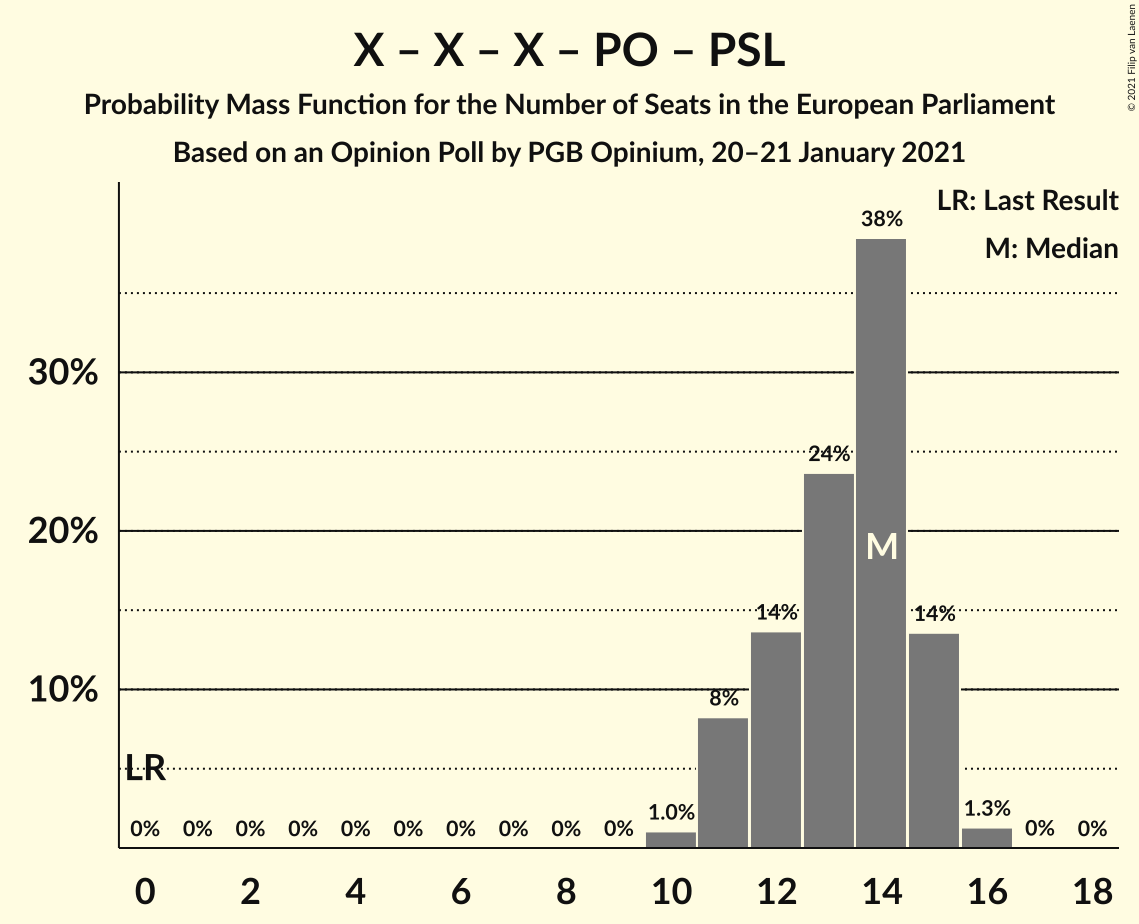 X – X – X – PO – PSL
Probability Mass Function for the Number of Seats in the European Parliament
Based on an Opinion Poll by PGB Opinium, 20–21 January 2021
© 2021 Filip van Laenen
LR: Last Result
M: Median
38%
30%
24%
20%
M
14%
14%
10%
8%
LR
0% 0% 0% 0% 0% 0% 0% 0% 0% 0% 1.0% 1.3% 0% 0%
0 2 4 6 8 10 12 14 16 18